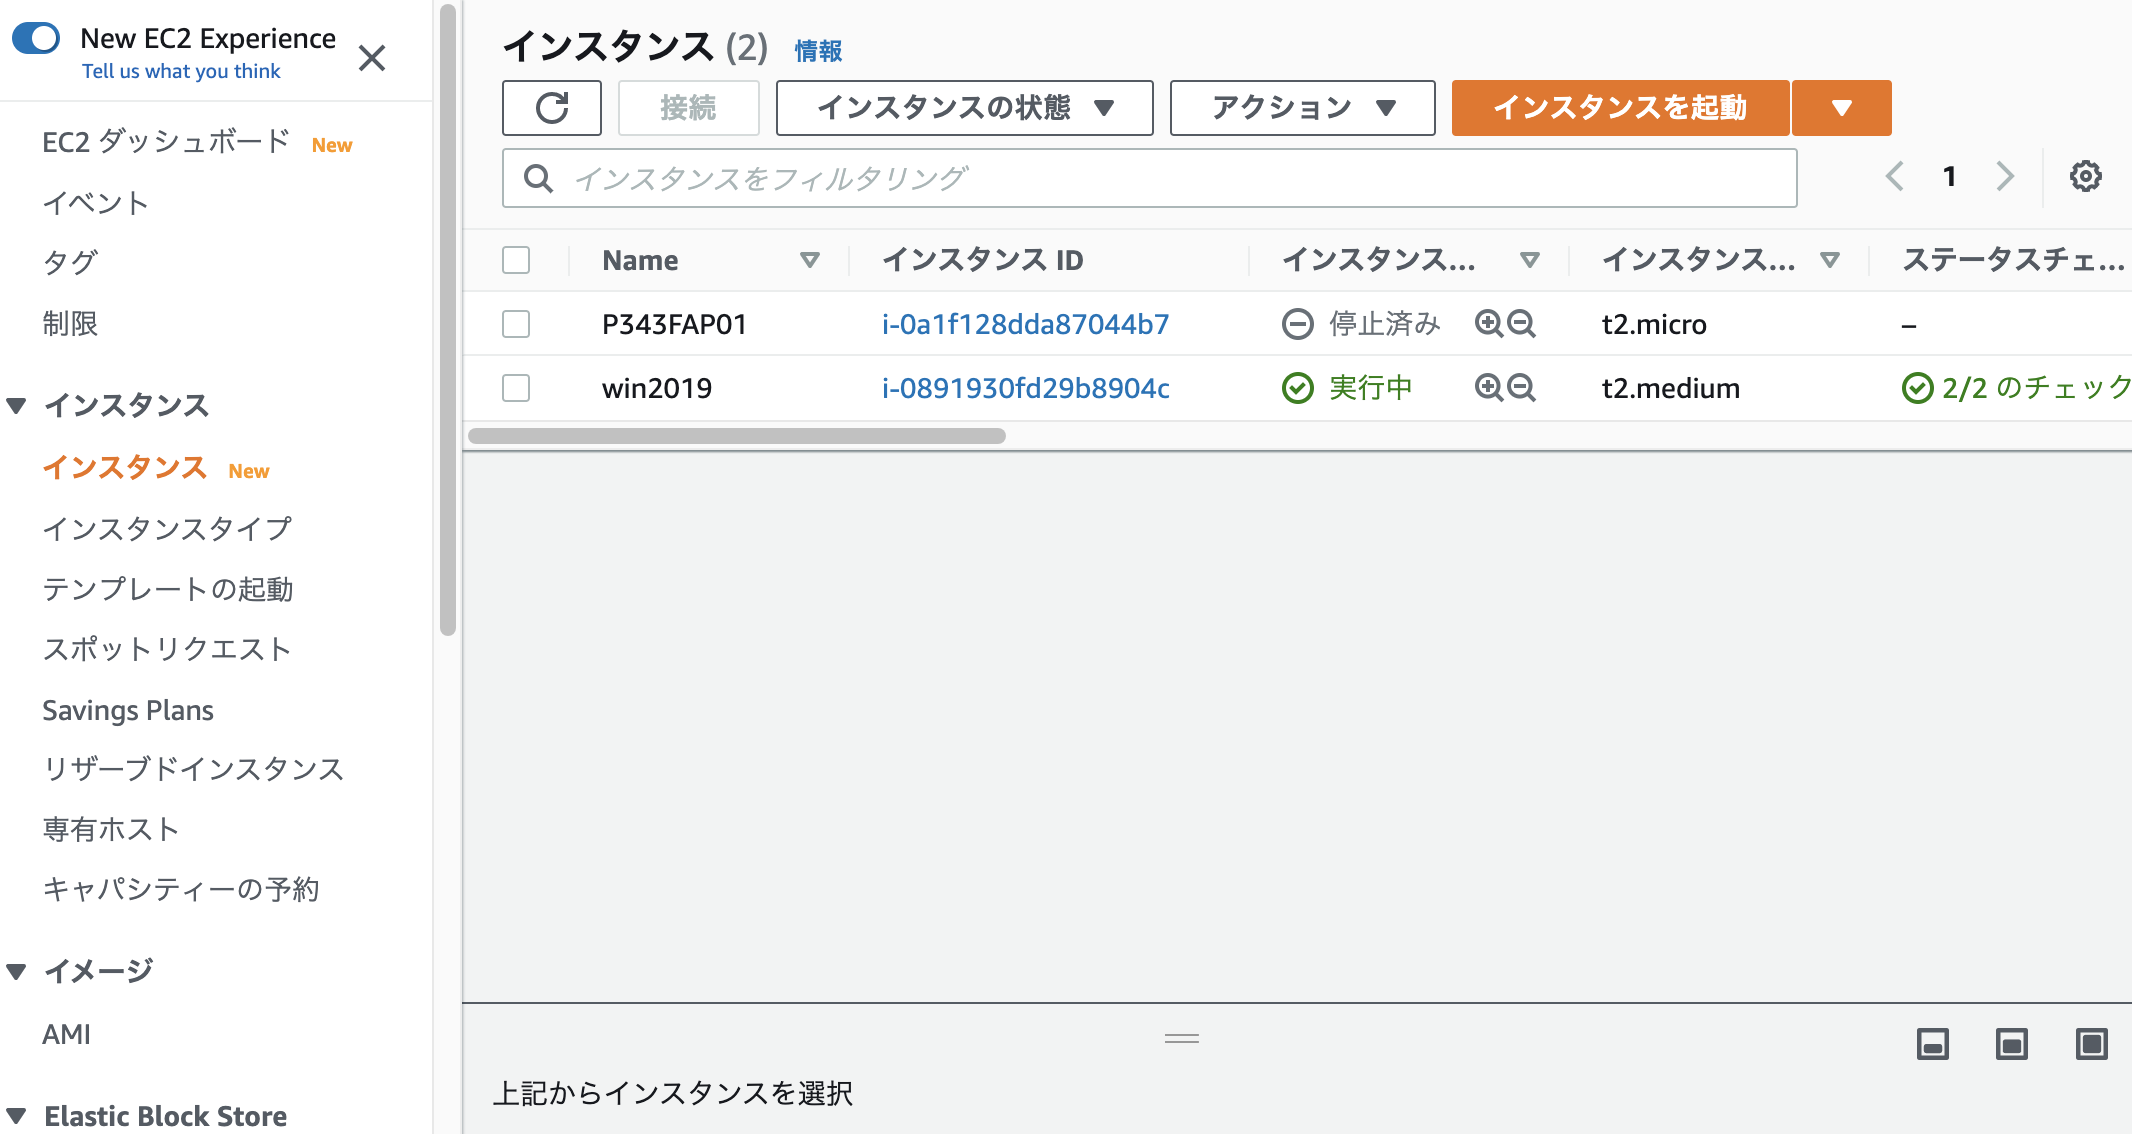 New EC2 Experience
Tell us what you think
EC2 ダッシュボード New
イベント
タグ
制限
インスタンス
インスタンス New
インスタンスタイプ
テンプレートの起動
スポットリクエスト
Savings Plans
リザーブドインスタンス
専有ホスト
キャパシティーの予約
イメージ
AMI
Elastic Block Store
インスタンス (2) 情報
接続 インスタンスの状態 アクション インスタンスを起動
インスタンスをフィルタリング 1
Name インスタンス ID インスタンス... インスタンス... ステータスチェ...
P343FAP01 i-0a1f128dda87044b7 停止済み t2.micro –
win2019 i-0891930fd29b8904c 実行中 t2.medium 2/2 のチェック
上記からインスタンスを選択